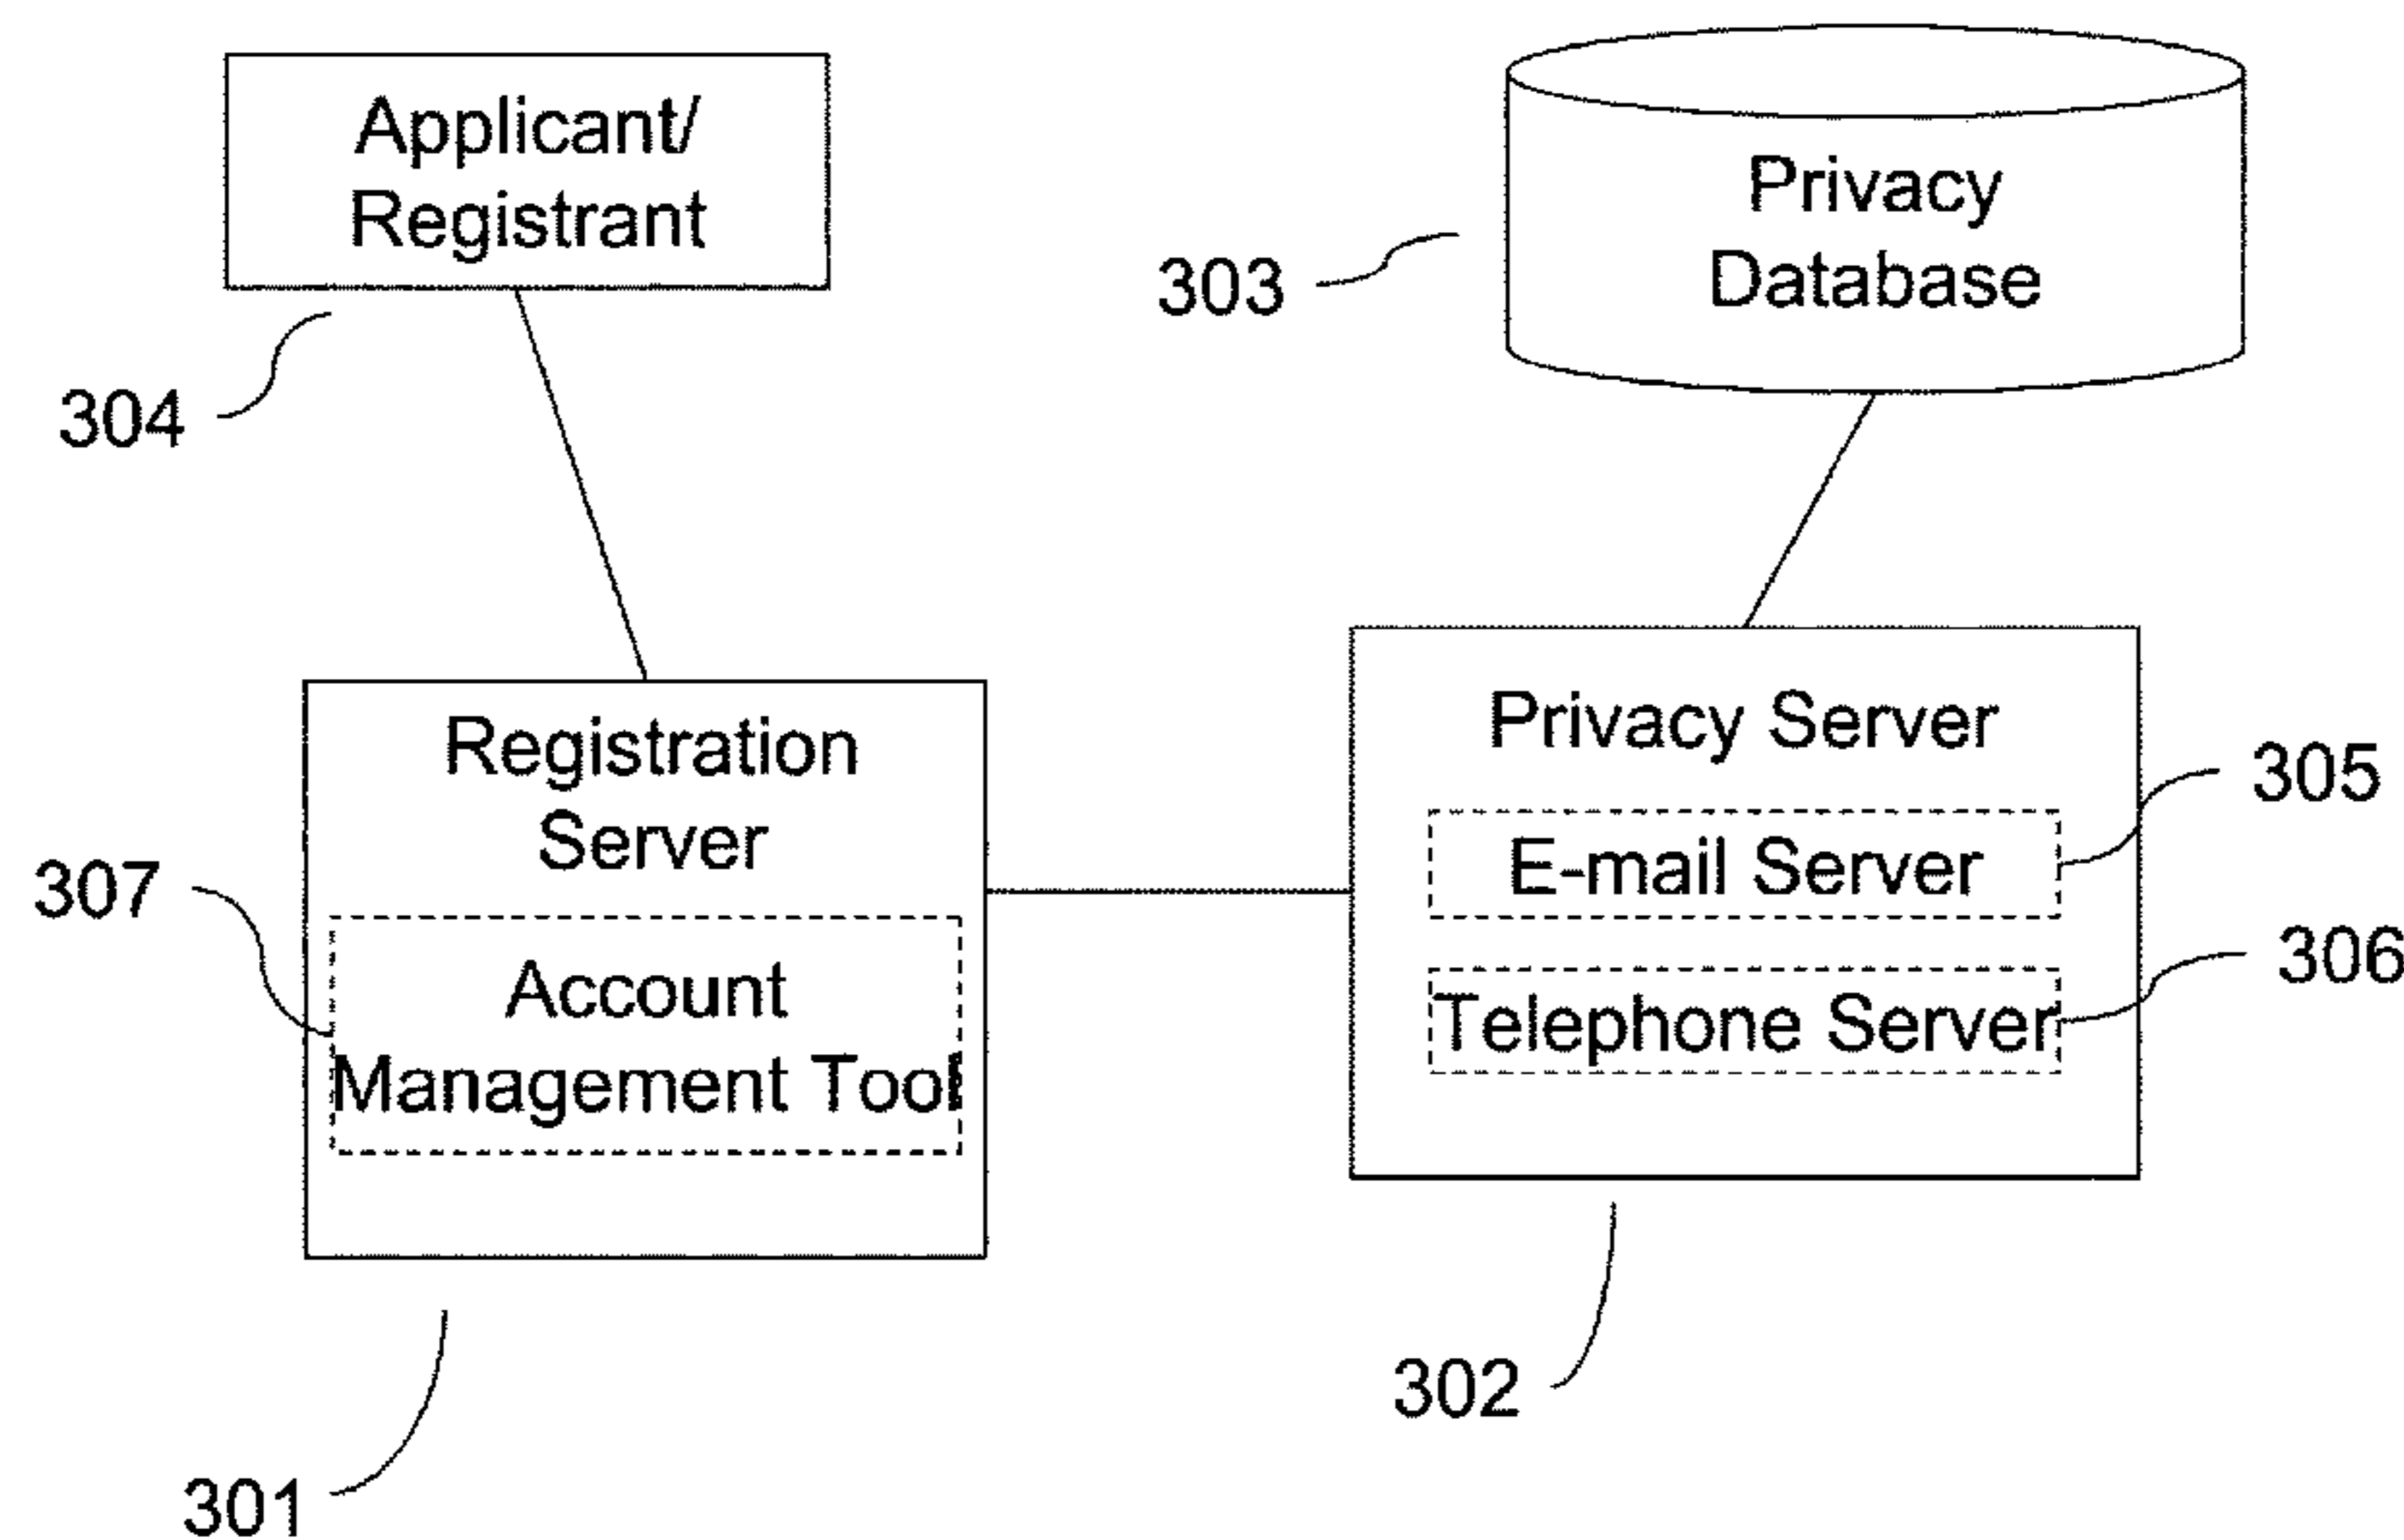 Applicant/
Registrant
304
Privacy
Database
303
Registration
Server
Account
Management Tool
307
301
Privacy Server
E-mail Server
Telephone Server
305
306
302